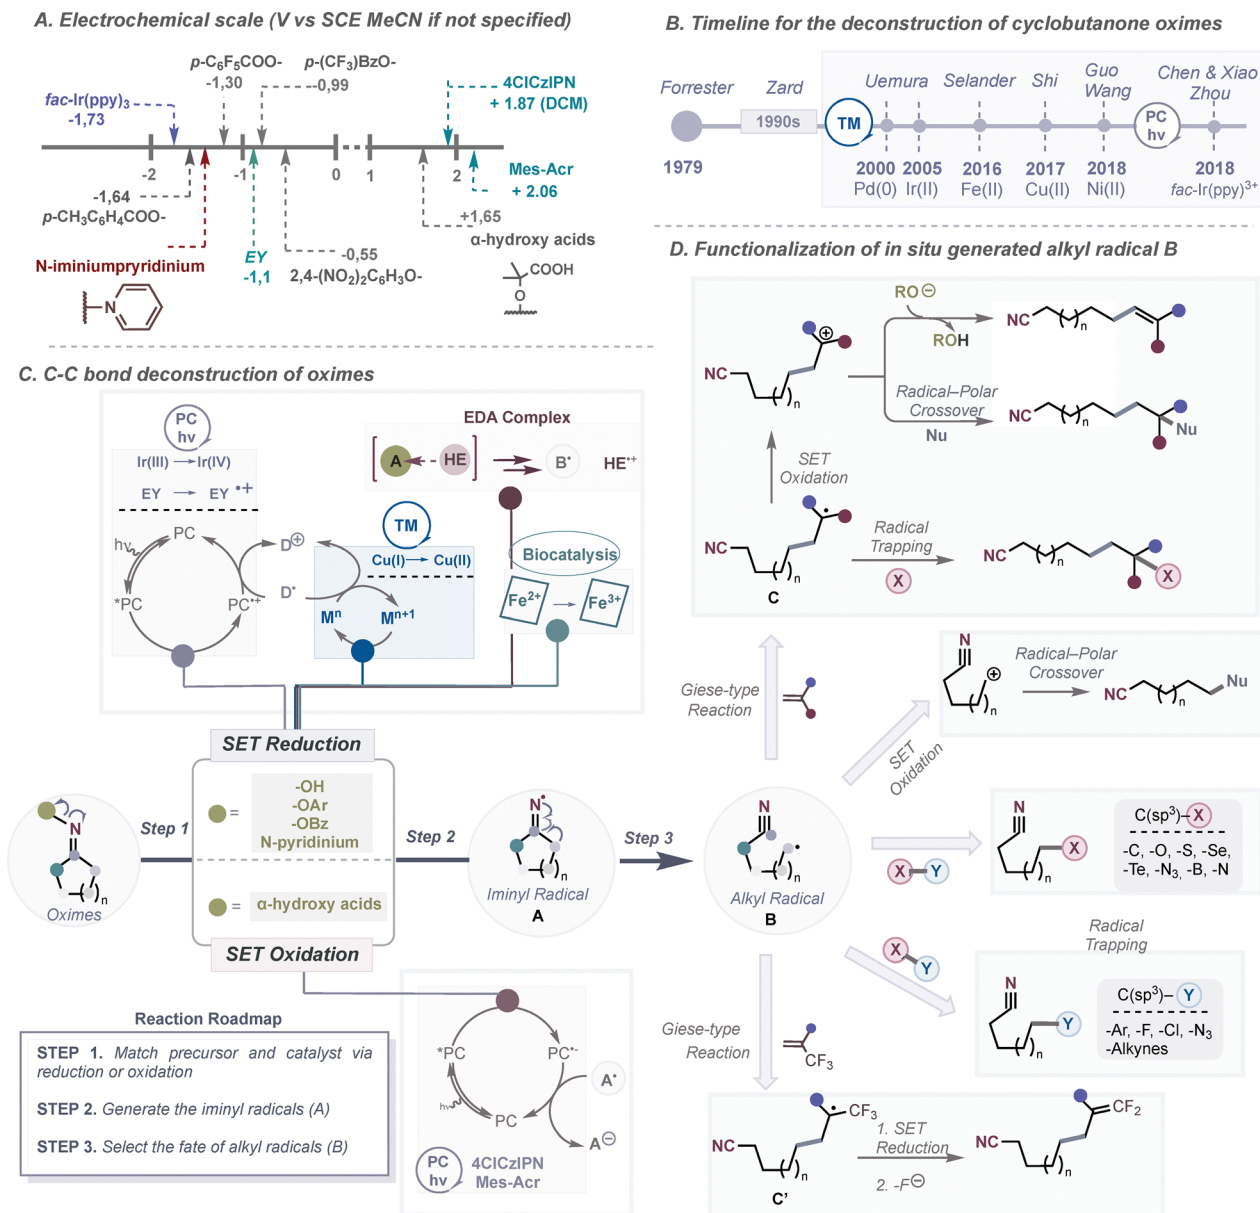 A. Electrochemical scale (V vs SCE MeCN if not specified)
p-C6F5COO-
-1,30
p-(CF3)BzO-
-0,99
4ClCzIPN
+ 1.87 (DCM)
fac-Ir(ppy)3
-1,73
-2
-1
0
1
2
Mes-Acr
+ 2.06
-1,64
p-CH3C6H4COO-
+1,65
α-hydroxy acids
N-iminiumpryridinium
EY
-1,1
-0,55
2,4-(NO2)2C6H3O-
N
COOH
O
B. Timeline for the deconstruction of cyclobutanone oximes
Forrester
Zard
Uemura
Selander
Shi
Guo
Wang
Chen & Xiao
Zhou
1990s
TM
PC
hv
1979
2000
Pd(0)
2005
Ir(II)
2016
Fe(II)
2017
Cu(II)
2018
Ni(II)
2018
fac-Ir(ppy)3+
C. C-C bond deconstruction of oximes
PC
hv
Ir(III)
Ir(IV)
EY
EY •+
PC
hν
*PC
PC•+
D⊕
D•
EDA Complex
A
HE
B•
HE•+
TM
Cu(I)
Cu(II)
Mn
Mn+1
Biocatalysis
Fe2+
Fe3+
SET Reduction
-OH
-OAr
-OBz
N-pyridinium
=
=
α-hydroxy acids
SET Oxidation
N
n
Oximes
Step 1
Step 2
N•
n
Iminyl Radical
A
Step 3
N
n
Alkyl Radical
B
Reaction Roadmap
STEP 1. Match precursor and catalyst via
reduction or oxidation
STEP 2. Generate the iminyl radicals (A)
STEP 3. Select the fate of alkyl radicals (B)
*PC
PC•-
hν
PC
A•
A⊖
PC
hv
4ClCzIPN
Mes-Acr
D. Functionalization of in situ generated alkyl radical B
RO⊖
ROH
NC
n
NC
n
Radical–Polar
Crossover
Nu
NC
n
Nu
SET
Oxidation
NC
n
C
Radical
Trapping
X
NC
n
X
Giese-type
Reaction
SET
Oxidation
N
n
Radical–Polar
Crossover
NC
n
Nu
X
Y
N
n
X
C(sp3)–X
-C, -O, -S, -Se,
-Te, -N3, -B, -N
X
Y
Radical
Trapping
N
n
Y
C(sp3)–Y
-Ar, -F, -Cl, -N3
-Alkynes
Giese-type
Reaction
CF3
NC
n
CF3
C'
1. SET
Reduction
2. -F⊖
NC
n
CF2